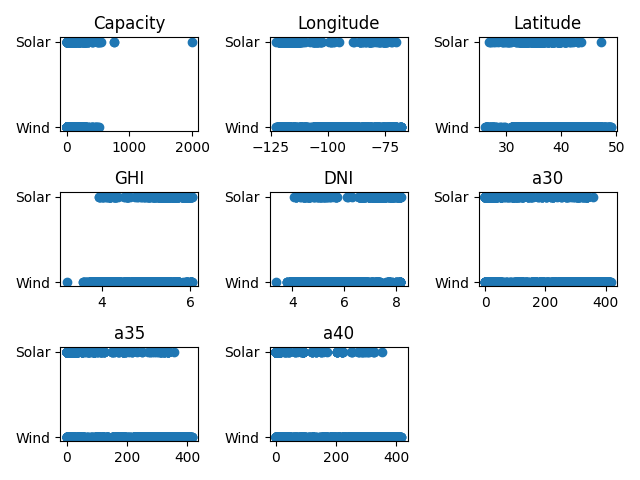 Capacity Longitude Latitude
Solar Solar Solar
Wind Wind Wind
0 1000 2000 −125 −100 −75 30 40 50
GHI DNI a30
Solar Solar Solar
Wind Wind Wind
4 6 4 6 8 0 200 400
a35 a40
Solar Solar
Wind Wind
0 200 400 0 200 400